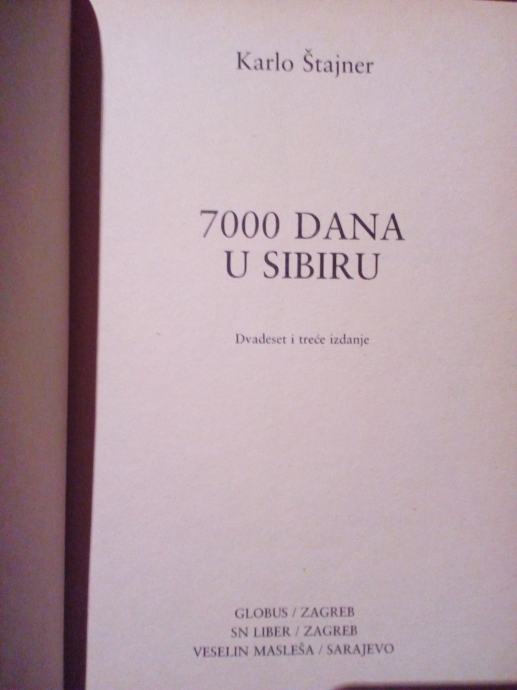 Karlo Štajner
7000 DANA
U SIBIRU
Dvadeset i treće izdanje
GLOBUS / ZAGREB
SN LIBER / ZAGREB
VESELIN MASLEŠA / SARAJEVO